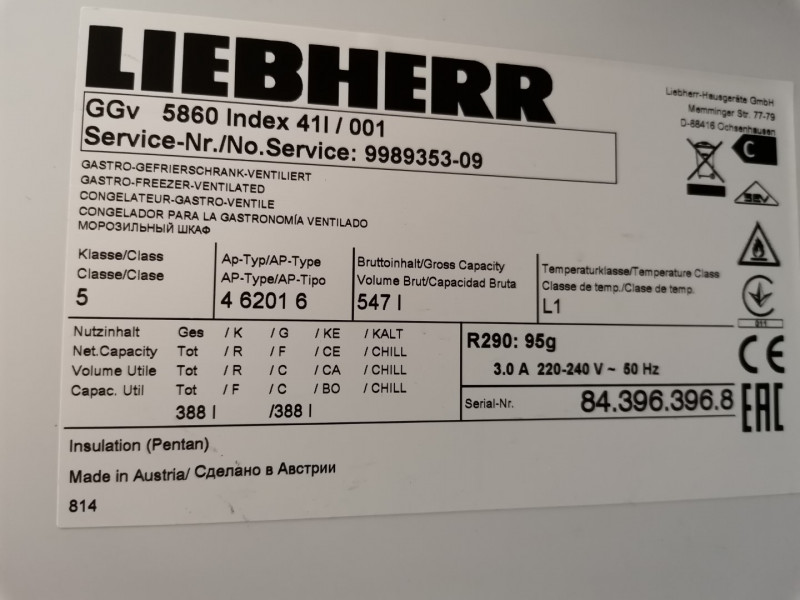 LIEBHERR
Liebherr-Hausgeräte GmbH
Memminger Str. 77-79
D-88416 Ochsenhausen
GGv 5860 Index 41I / 001
Service-Nr./No.Service: 9989353-09
C
GASTRO-GEFRIERSCHRANK-VENTILIERT
GASTRO-FREEZER-VENTILATED
CONGELATEUR-GASTRO-VENTILE
CONGELADOR PARA LA GASTRONOMÍA VENTILADO
МОРОЗИЛЬНЫЙ ШКАФ
SEV
Klasse/Class
Classe/Clase
5
Ap-Typ/AP-Type
AP-Type/AP-Tipo
4 6201 6
Bruttoinhalt/Gross Capacity
Volume Brut/Capacidad Bruta
547 l
Temperaturklasse/Temperature Class
Classe de temp./Clase de temp.
L1
011
Nutzinhalt Ges / K / G / KE / KALT
Net.Capacity Tot / R / F / CE / CHILL
Volume Utile Tot / R / C / CA / CHILL
Capac. Util Tot / F / C / BO / CHILL
388 l /388 l
R290: 95g
3.0 A 220-240 V ~ 50 Hz
Serial-Nr. 84.396.396.8
CE
EAC
Insulation (Pentan)
Made in Austria/ Сделано в Австрии
814